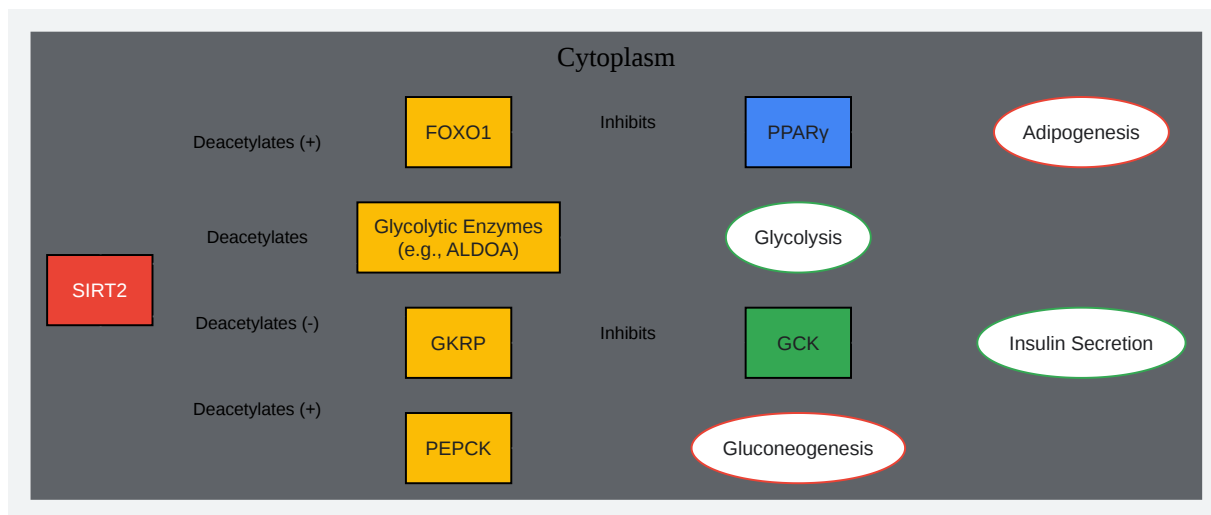 Cytoplasm
Deacetylates (+)
FOXO1
Inhibits
PPARγ
Adipogenesis
Deacetylates
Glycolytic Enzymes
(e.g., ALDOA)
Glycolysis
SIRT2
Deacetylates (-)
GKRP
Inhibits
GCK
Insulin Secretion
Deacetylates (+)
PEPCK
Gluconeogenesis